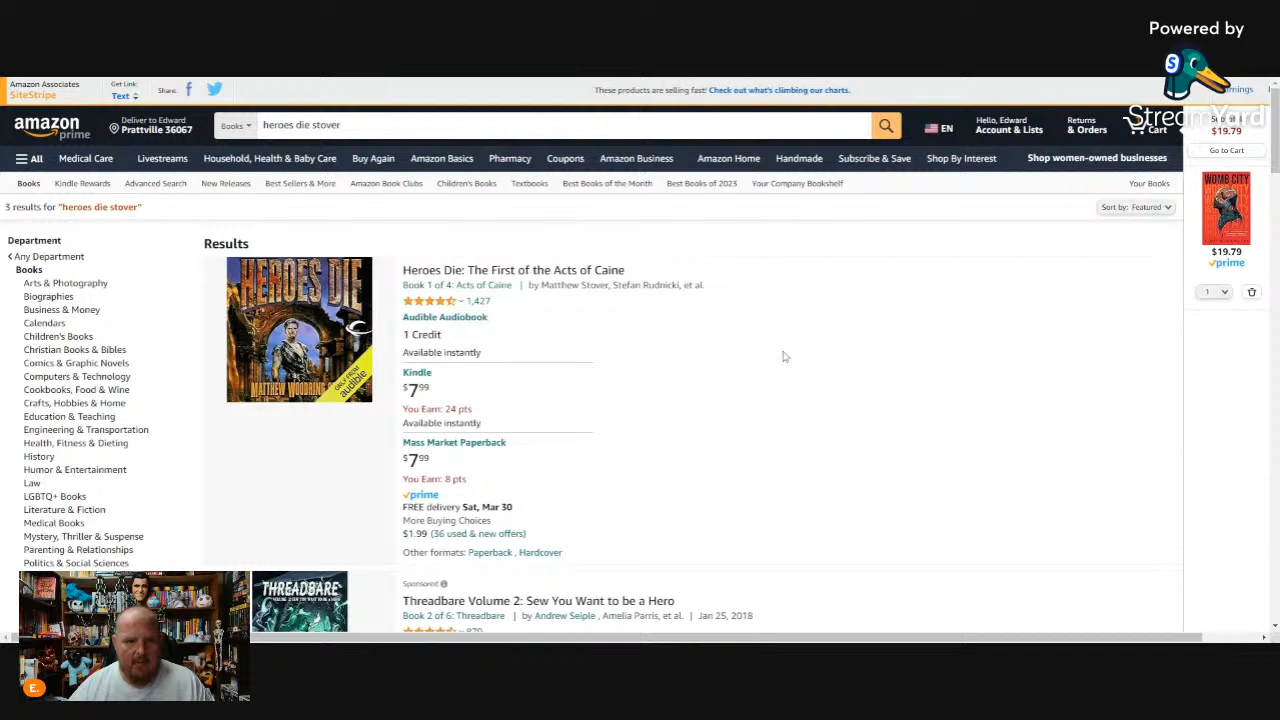 Powered by
StreamYard
Amazon Associates
SiteStripe
Get Link:
Text
Share:
These products are selling fast! Check out what's climbing our charts.
amazon
prime
Deliver to Edward
Prattville 36067
Books
heroes die stover
EN
Hello, Edward
Account & Lists
Returns
& Orders
Cart
All
Medical Care
Livestreams
Household, Health & Baby Care
Buy Again
Amazon Basics
Pharmacy
Coupons
Amazon Business
Amazon Home
Handmade
Subscribe & Save
Shop By Interest
Shop women-owned businesses
Books
Kindle Rewards
Advanced Search
New Releases
Best Sellers & More
Amazon Book Clubs
Children's Books
Textbooks
Best Books of the Month
Best Books of 2023
Your Company Bookshelf
Your Books
3 results for "heroes die stover"
Sort by: Featured
Department
Any Department
Books
Arts & Photography
Biographies
Business & Money
Calendars
Children's Books
Christian Books & Bibles
Comics & Graphic Novels
Computers & Technology
Cookbooks, Food & Wine
Crafts, Hobbies & Home
Education & Teaching
Engineering & Transportation
Health, Fitness & Dieting
History
Humor & Entertainment
Law
LGBTQ+ Books
Literature & Fiction
Medical Books
Mystery, Thriller & Suspense
Parenting & Relationships
Politics & Social Sciences
Results
HEROES DIE
MATTHEW WOODRING
ONLY FROM
audible
Heroes Die: The First of the Acts of Caine
Book 1 of 4: Acts of Caine | by Matthew Stover, Stefan Rudnicki, et al.
1,427
Audible Audiobook
1 Credit
Available instantly
Kindle
$7.99
You Earn: 24 pts
Available instantly
Mass Market Paperback
$7.99
You Earn: 8 pts
prime
FREE delivery Sat, Mar 30
More Buying Choices
$1.99 (36 used & new offers)
Other formats: Paperback, Hardcover
THREADBARE
Sponsored
Threadbare Volume 2: Sew You Want to be a Hero
Book 2 of 6: Threadbare | by Andrew Seiple, Amelia Parris, et al. | Jan 25, 2018
$19.79
Go to Cart
WOMB CITY
$19.79
prime
1
E.